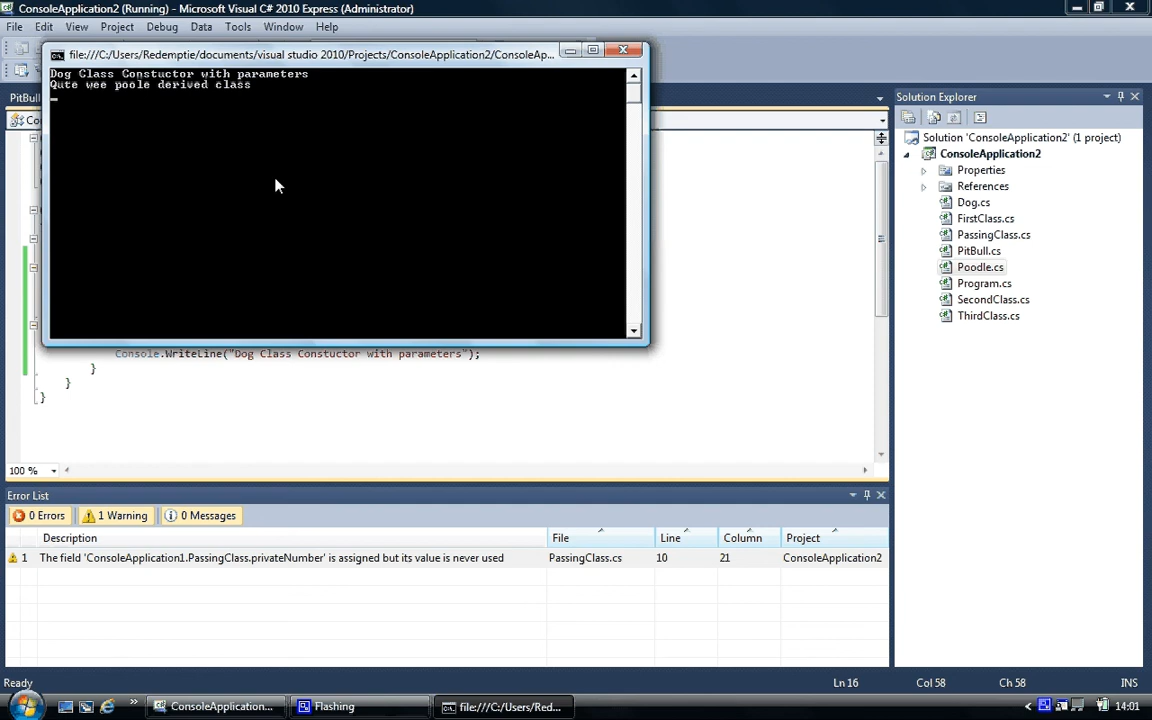 ConsoleApplication2 (Running) - Microsoft Visual C# 2010 Express (Administrator)
File Edit View Project Debug Data Tools Window Help
file:///C:/Users/Redemptie/documents/visual studio 2010/Projects/ConsoleApplication2/ConsoleAp...
Dog Class Constuctor with parameters
Qute wee poole derived class
PitBull
Co
Console.WriteLine("Dog Class Constuctor with parameters");
}
}
}
100 %
Solution Explorer
Solution 'ConsoleApplication2' (1 project)
ConsoleApplication2
Properties
References
Dog.cs
FirstClass.cs
PassingClass.cs
PitBull.cs
Poodle.cs
Program.cs
SecondClass.cs
ThirdClass.cs
Error List
0 Errors 1 Warning 0 Messages
Description File Line Column Project
1 The field 'ConsoleApplication1.PassingClass.privateNumber' is assigned but its value is never used PassingClass.cs 10 21 ConsoleApplication2
Ready Ln 16 Col 58 Ch 58 INS
ConsoleApplication... Flashing file:///C:/Users/Red... 14:01